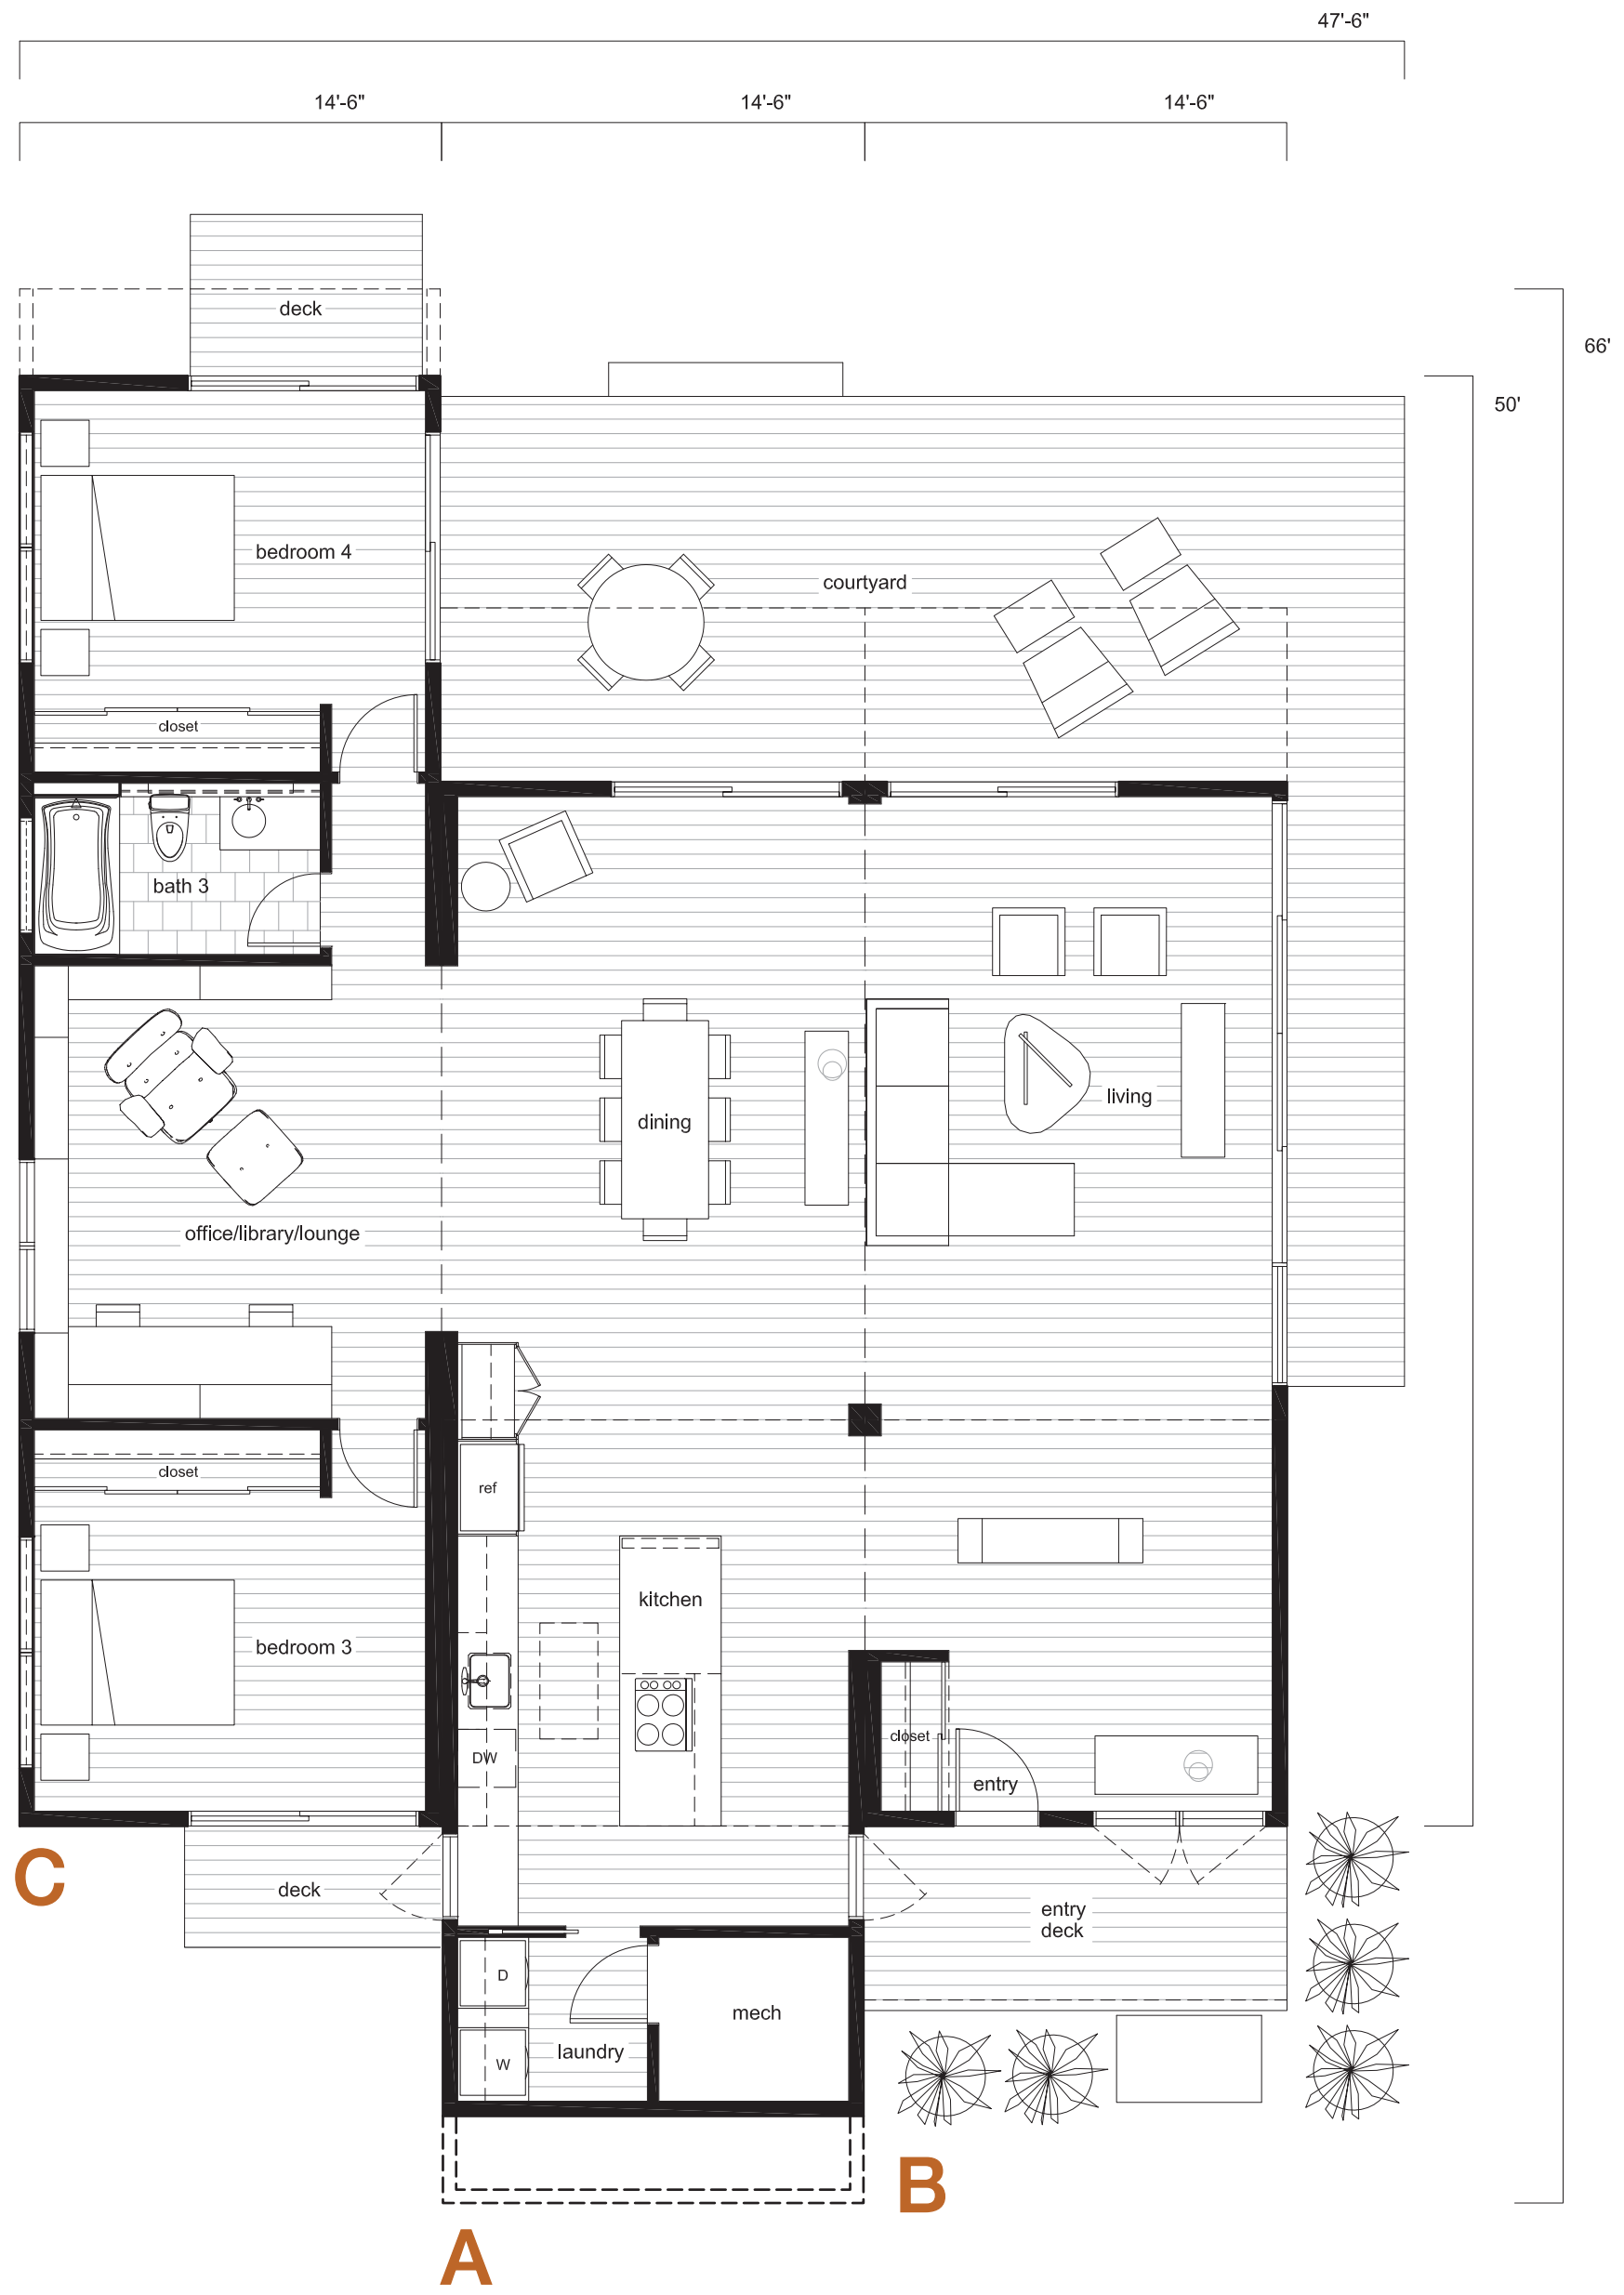 47'-6"
14'-6"
14'-6"
14'-6"
deck
66'
50'
bedroom 4
courtyard
closet
bath 3
living
dining
office/library/lounge
closet
ref
kitchen
bedroom 3
closet
DW
entry
C
deck
entry
deck
D
mech
laundry
W
B
A